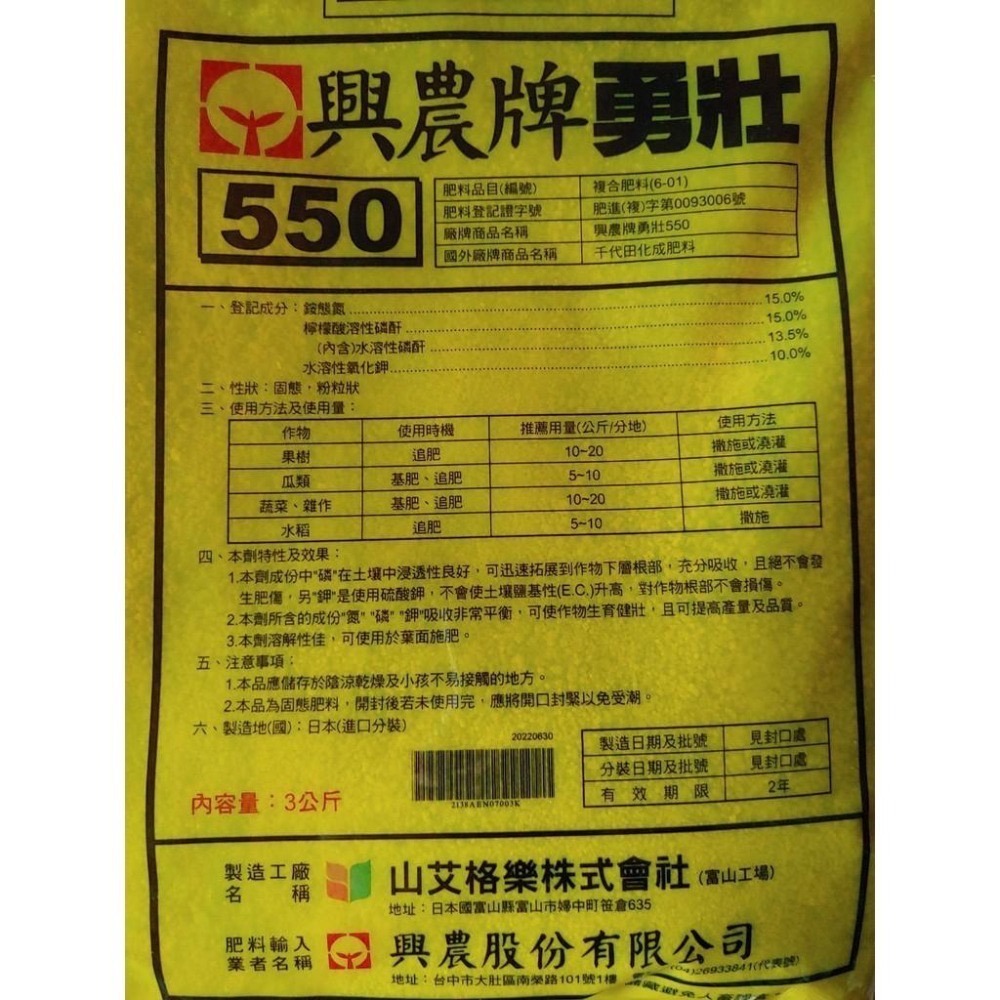 興農牌勇壯
550
肥料品目(編號) 複合肥料(6-01)
肥料登記證字號 肥進(複)字第0093006號
廠牌商品名稱 興農牌勇壯550
國外廠牌商品名稱 千代田化成肥料
一、登記成分：銨態氮 15.0%
檸檬酸溶性磷酐 15.0%
(內含)水溶性磷酐 13.5%
水溶性氧化鉀 10.0%
二、性狀：固態，粉粒狀
三、使用方法及使用量：
作物 使用時機 推薦用量(公斤/分地) 使用方法
果樹 追肥 10~20 撒施或澆灌
瓜類 基肥、追肥 5~10 撒施或澆灌
蔬菜、雜作 基肥、追肥 10~20 撒施或澆灌
水稻 追肥 5~10 撒施
四、本劑特性及效果：
1.本劑成份中"磷"在土壤中浸透性良好，可迅速拓展到作物下層根部，充分吸收，且絕不會發
生肥傷，另"鉀"是使用硫酸鉀，不會使土壤鹽基性(E.C.)升高，對作物根部不會損傷。
2.本劑所含的成份"氮" "磷" "鉀"吸收非常平衡，可使作物生育健壯，且可提高產量及品質。
3.本劑溶解性佳，可使用於葉面施肥。
五、注意事項：
1.本品應儲存於陰涼乾燥及小孩不易接觸的地方。
2.本品為固態肥料，開封後若未使用完，應將開口封緊以免受潮。
六、製造地(國)：日本(進口分裝)
20220630
2138AEN07003K
製造日期及批號 見封口處
分裝日期及批號 見封口處
有效期限 2年
內容量：3公斤
製造工廠
名稱
山艾格樂株式會社(富山工場)
地址：日本國富山縣富山市婦中町笹倉635
肥料輸入
業者名稱
興農股份有限公司
地址：台中市大肚區南榮路101號1樓
(04)26933841(代表號)